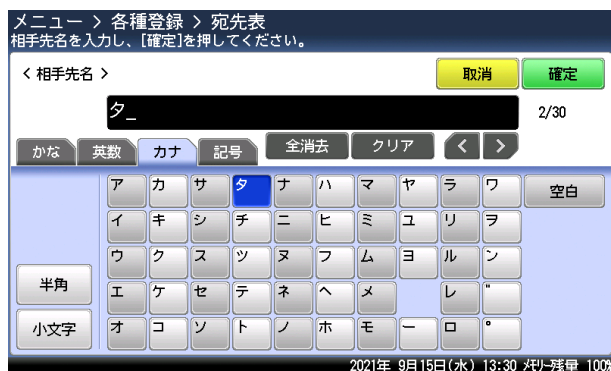 メニュー > 各種登録 > 宛先表
相手先名を入力し、[確定]を押してください。
< 相手先名 >
取消
確定
タ_
2/30
かな 英数 カナ 記号 全消去 クリア < >
ア カ サ タ ナ ハ マ ヤ ラ ワ 空白
イ キ シ チ ニ ヒ ミ ユ リ ヲ
ウ ク ス ツ ヌ フ ム ヨ ル ン
半角 エ ケ セ テ ネ ヘ メ レ ゛
小文字 オ コ ソ ト ノ ホ モ ー ロ ゜
2021年 9月15日(水) 13:30 メモリー残量 100%